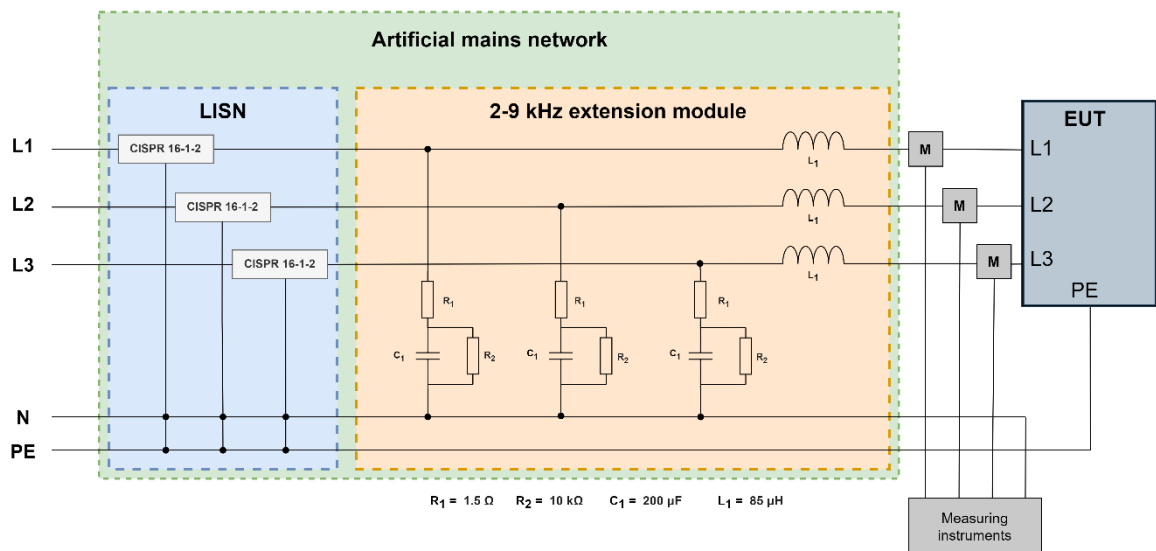 Artificial mains network
LISN
2-9 kHz extension module
EUT
L1
CISPR 16-1-2
L1
M
L1
L2
CISPR 16-1-2
L1
M
L2
L3
CISPR 16-1-2
L1
M
L3
PE
R1
R1
R1
C1
R2
C1
R2
C1
R2
N
PE
R1 = 1.5 Ω R2 = 10 kΩ C1 = 200 µF L1 = 85 µH
Measuring
instruments